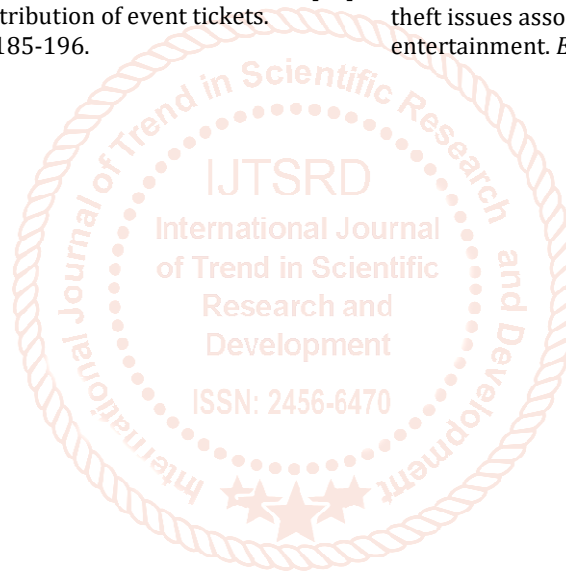 tribution of event tickets.
185-196.
theft issues asso
entertainment. E
International Journal of Trend in Scientific Research and Development
IJTSRD
International Journal
of Trend in Scientific
Research and
Development
ISSN: 2456-6470